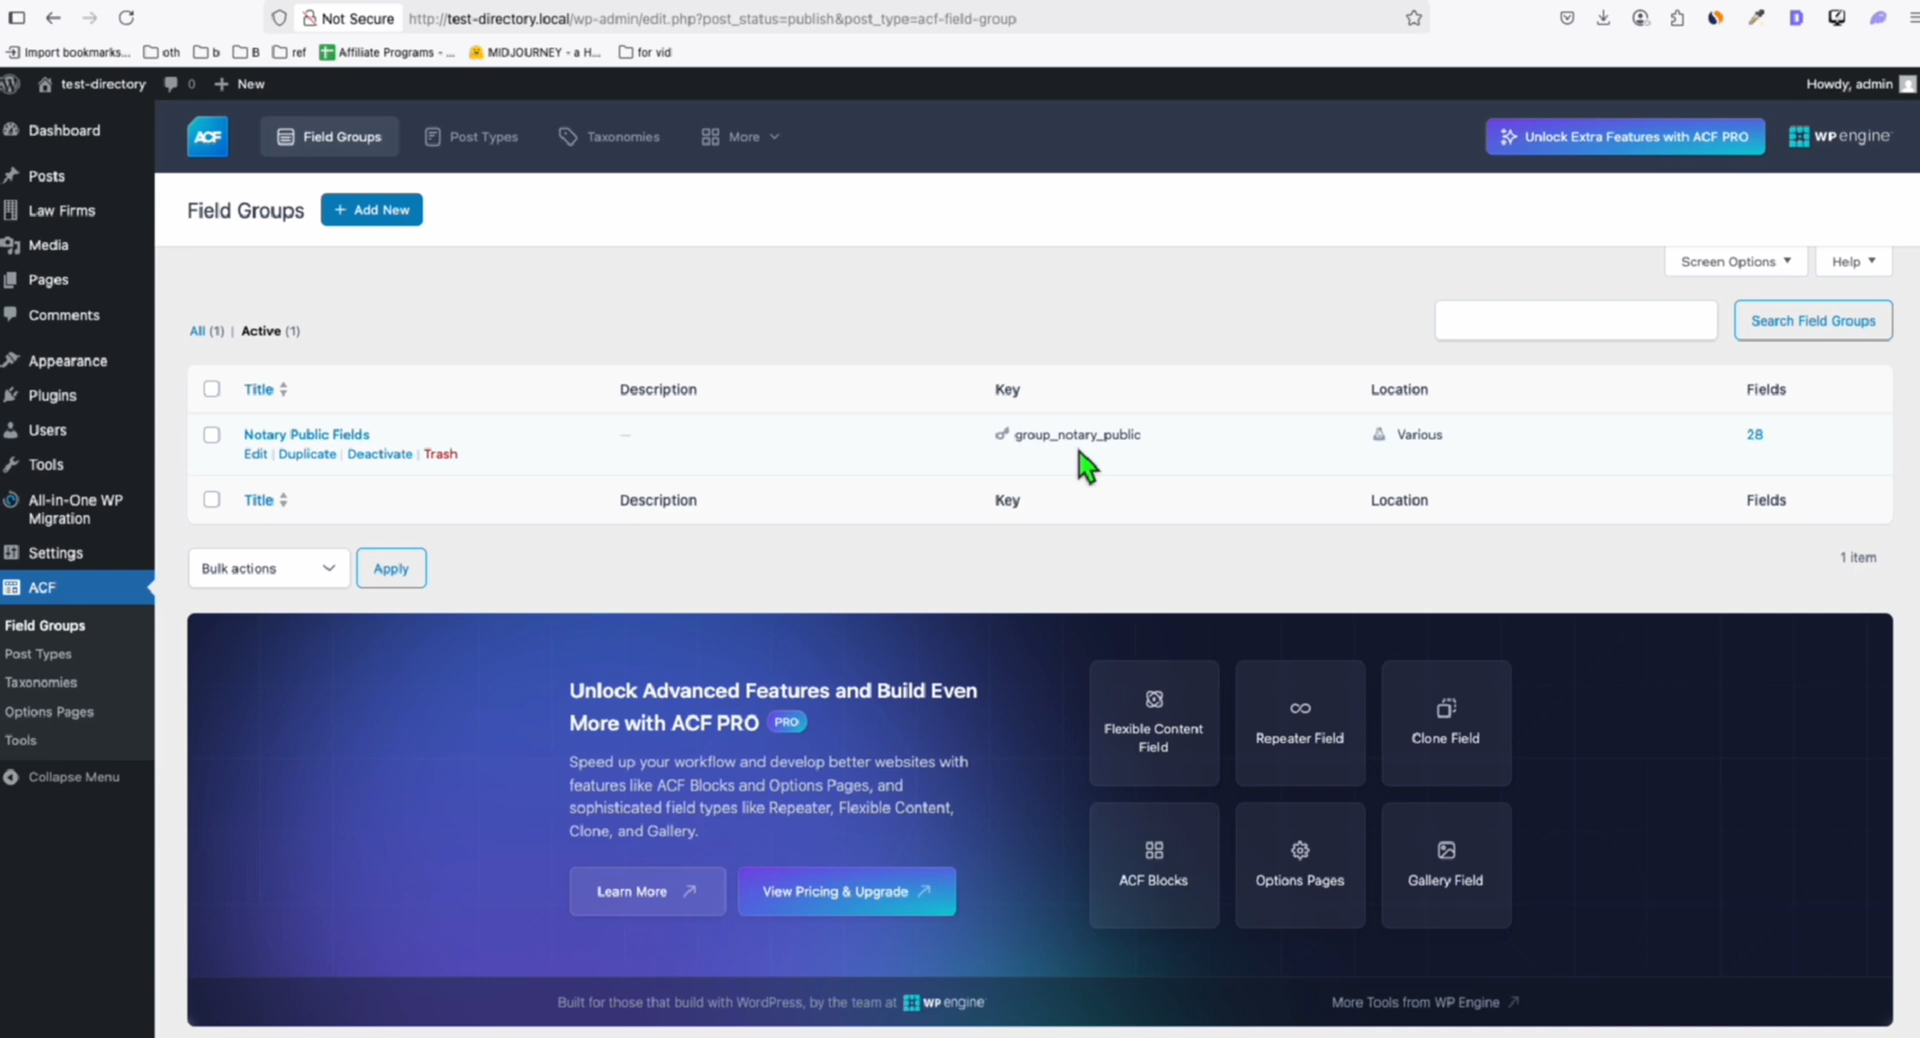 Not Secure http://test-directory.local/wp-admin/edit.php?post_status=publish&post_type=acf-field-group
Import bookmarks... oth b B ref Affiliate Programs - ... MIDJOURNEY - a H... for vid
test-directory 0 + New Howdy, admin
Dashboard
Posts
Law Firms
Media
Pages
Comments
Appearance
Plugins
Users
Tools
All-in-One WP
Migration
Settings
ACF
Field Groups
Post Types
Taxonomies
Options Pages
Tools
Collapse Menu
ACF Field Groups Post Types Taxonomies More Unlock Extra Features with ACF PRO WP engine
Field Groups + Add New
Screen Options Help
All (1) | Active (1) Search Field Groups
Title Description Key Location Fields
Notary Public Fields — group_notary_public Various 28
Edit | Duplicate | Deactivate | Trash
Title Description Key Location Fields
Bulk actions Apply 1 item
Unlock Advanced Features and Build Even
More with ACF PRO PRO
Speed up your workflow and develop better websites with
features like ACF Blocks and Options Pages, and
sophisticated field types like Repeater, Flexible Content,
Clone, and Gallery.
Learn More View Pricing & Upgrade
Flexible Content
Field
Repeater Field
Clone Field
ACF Blocks
Options Pages
Gallery Field
Built for those that build with WordPress, by the team at WP engine More Tools from WP Engine